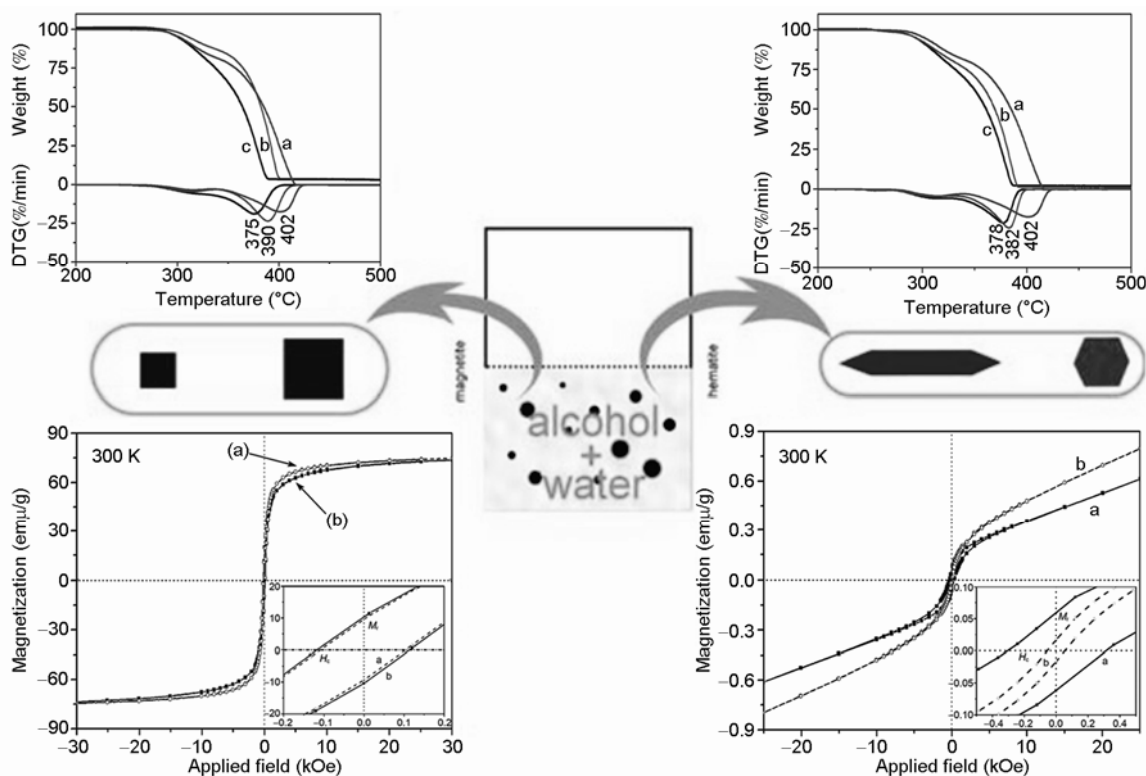 100
75
50
25
0
−25
−50
Weight (%)
DTG(%/min)
a
b
c
375
390
402
200
300
400
500
Temperature (°C)
100
75
50
25
0
−25
−50
Weight (%)
DTG(%/min)
a
b
c
378
382
402
200
300
400
500
Temperature (°C)
magnetite
hematite
alcohol
+
water
90
60
30
0
−30
−60
90
Magnetization (emμ/g)
300 K
(a)
(b)
20
10
0
−10
−20
Mr
Hc
a
b
−0.2
−0.1
0.0
0.1
0.2
−30
−20
−10
0
10
20
30
Applied field (kOe)
0.9
0.6
0.3
0.0
−0.3
−0.6
−0.9
Magnetization (emμ/g)
300 K
b
a
0.10
0.05
0.00
−0.05
−0.10
Mr
Hc
b
a
−0.4
−0.2
0.0
0.2
0.4
−20
−10
0
10
20
Applied field (kOe)